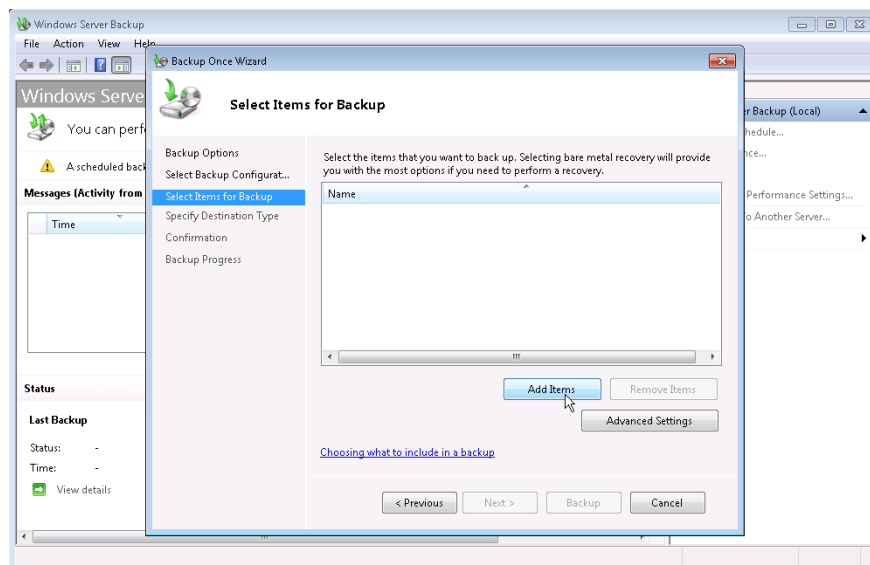 Windows Server Backup
File Action View Help
Backup Once Wizard
Windows Serve
Select Items for Backup
r Backup (Local)
You can perf
hedule...
Backup Options
Select the items that you want to back up. Selecting bare metal recovery will provide
you with the most options if you need to perform a recovery.
nce...
A scheduled back
Select Backup Configurat...
Messages (Activity from
Select Items for Backup
Name
Performance Settings...
Time
Specify Destination Type
o Another Server...
Confirmation
Backup Progress
Status
Add Items
Remove Items
Last Backup
Advanced Settings
Status: -
Choosing what to include in a backup
Time: -
View details
< Previous
Next >
Backup
Cancel